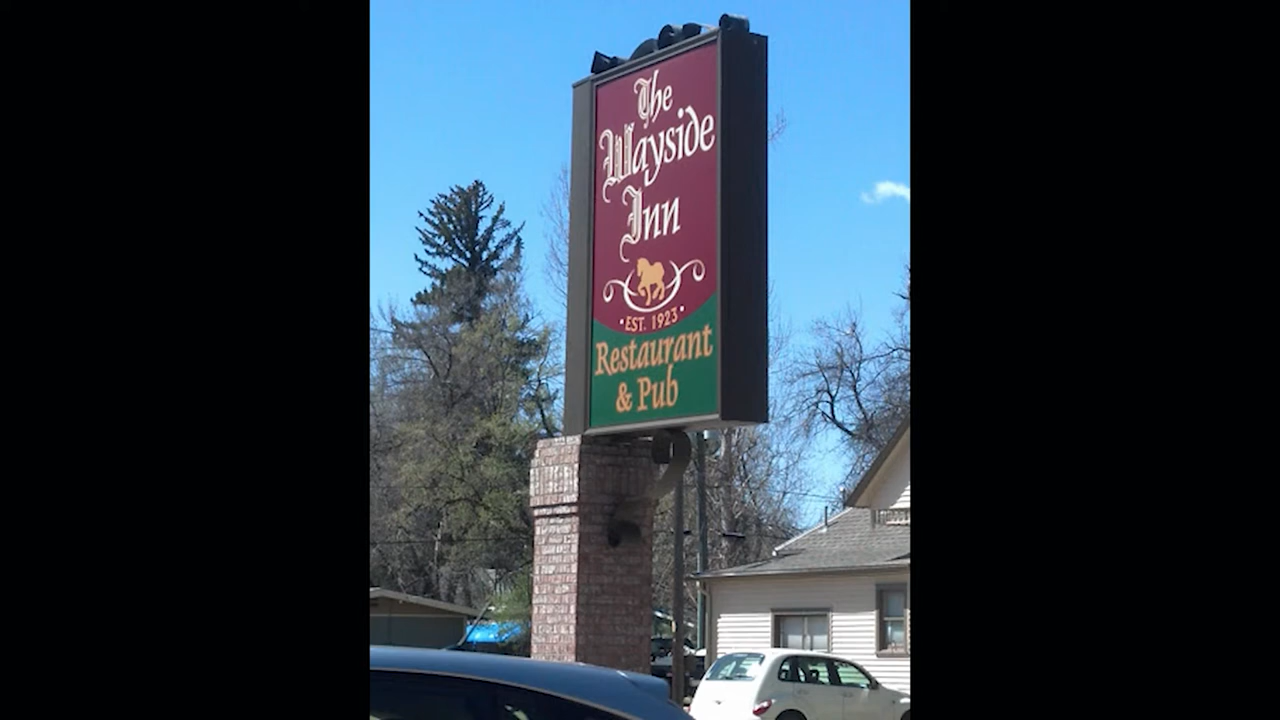 The
Wayside
Inn
• EST. 1923 •
Restaurant
& Pub